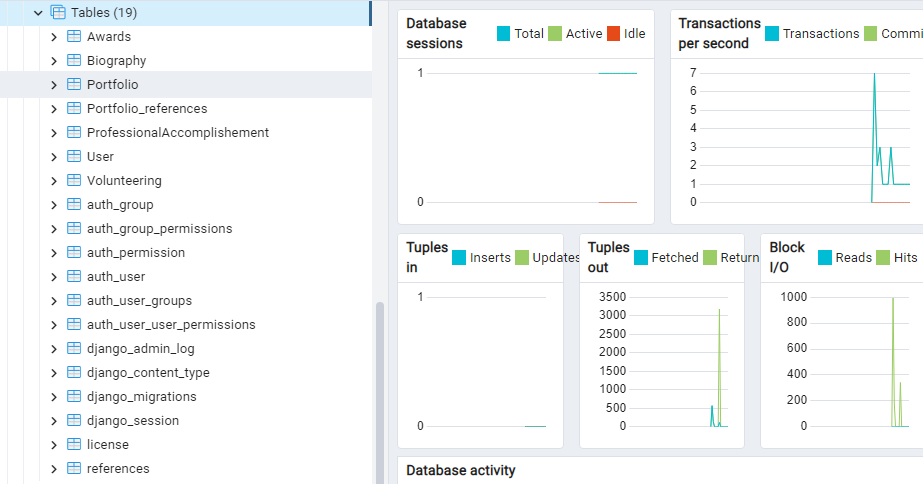 Tables (19)
Awards
Biography
Portfolio
Portfolio_references
ProfessionalAccomplishement
User
Volunteering
auth_group
auth_group_permissions
auth_permission
auth_user
auth_user_groups
auth_user_user_permissions
django_admin_log
django_content_type
django_migrations
django_session
license
references
Database sessions
Total Active Idle
1
0
Transactions per second
Transactions Commi
7
6
5
4
3
2
1
0
Tuples in
Inserts Updates
1
0
Tuples out
Fetched Return
3500
3000
2500
2000
1500
1000
500
0
Block I/O
Reads Hits
1000
800
600
400
200
0
Database activity